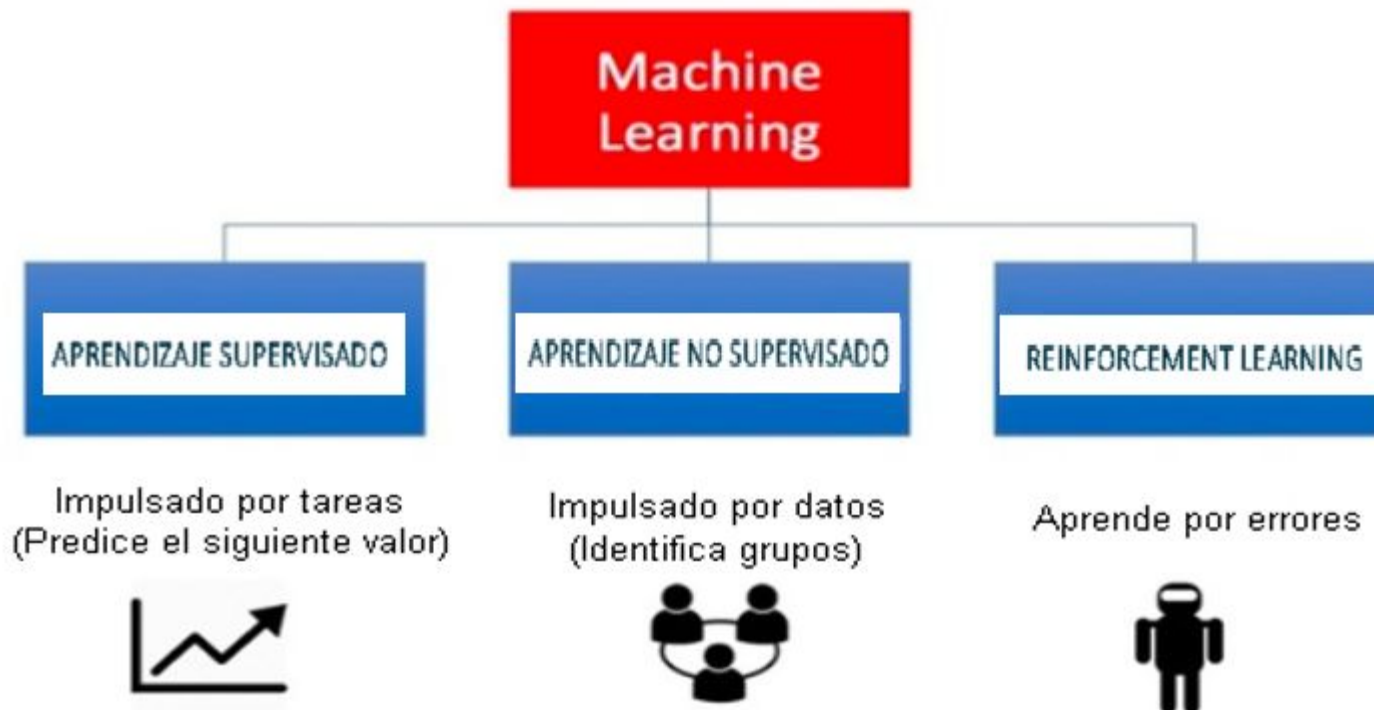 Machine
Learning
APRENDIZAJE SUPERVISADO
APRENDIZAJE NO SUPERVISADO
REINFORCEMENT LEARNING
Impulsado por tareas
(Predice el siguiente valor)
Impulsado por datos
(Identifica grupos)
Aprende por errores